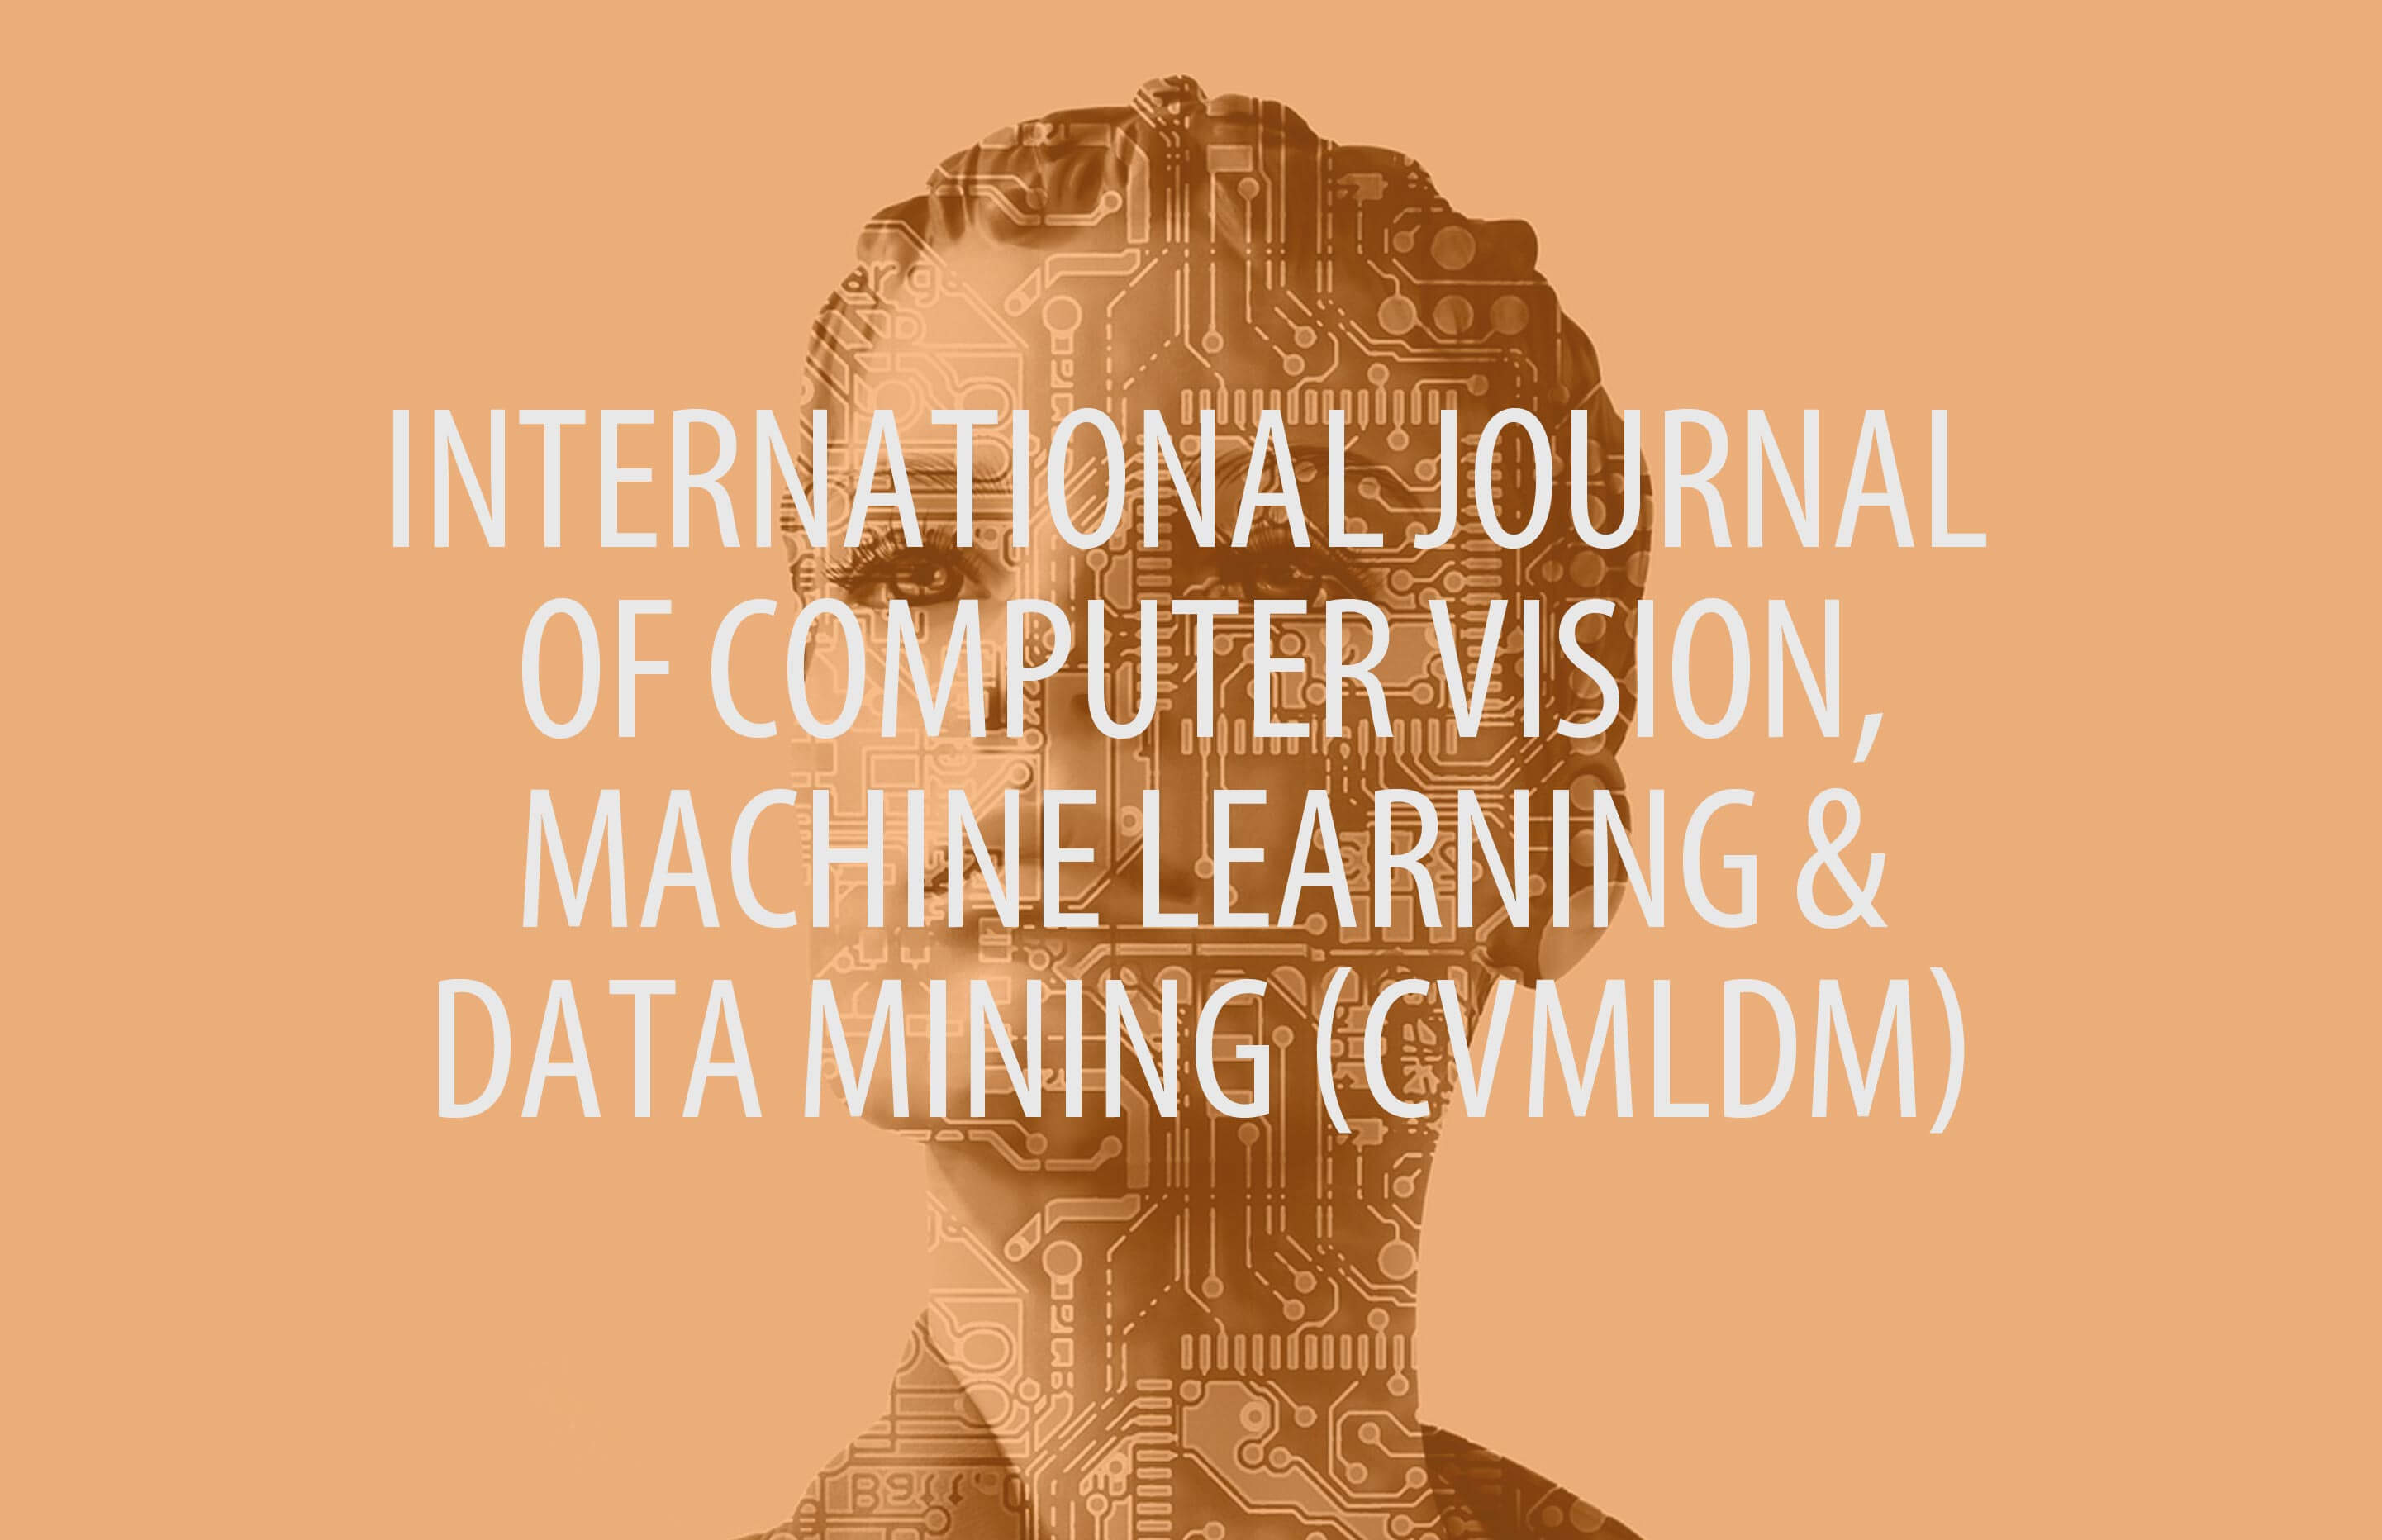 INTERNATIONAL JOURNAL
OF COMPUTER VISION,
MACHINE LEARNING &
DATA MINING (CVMLDM)